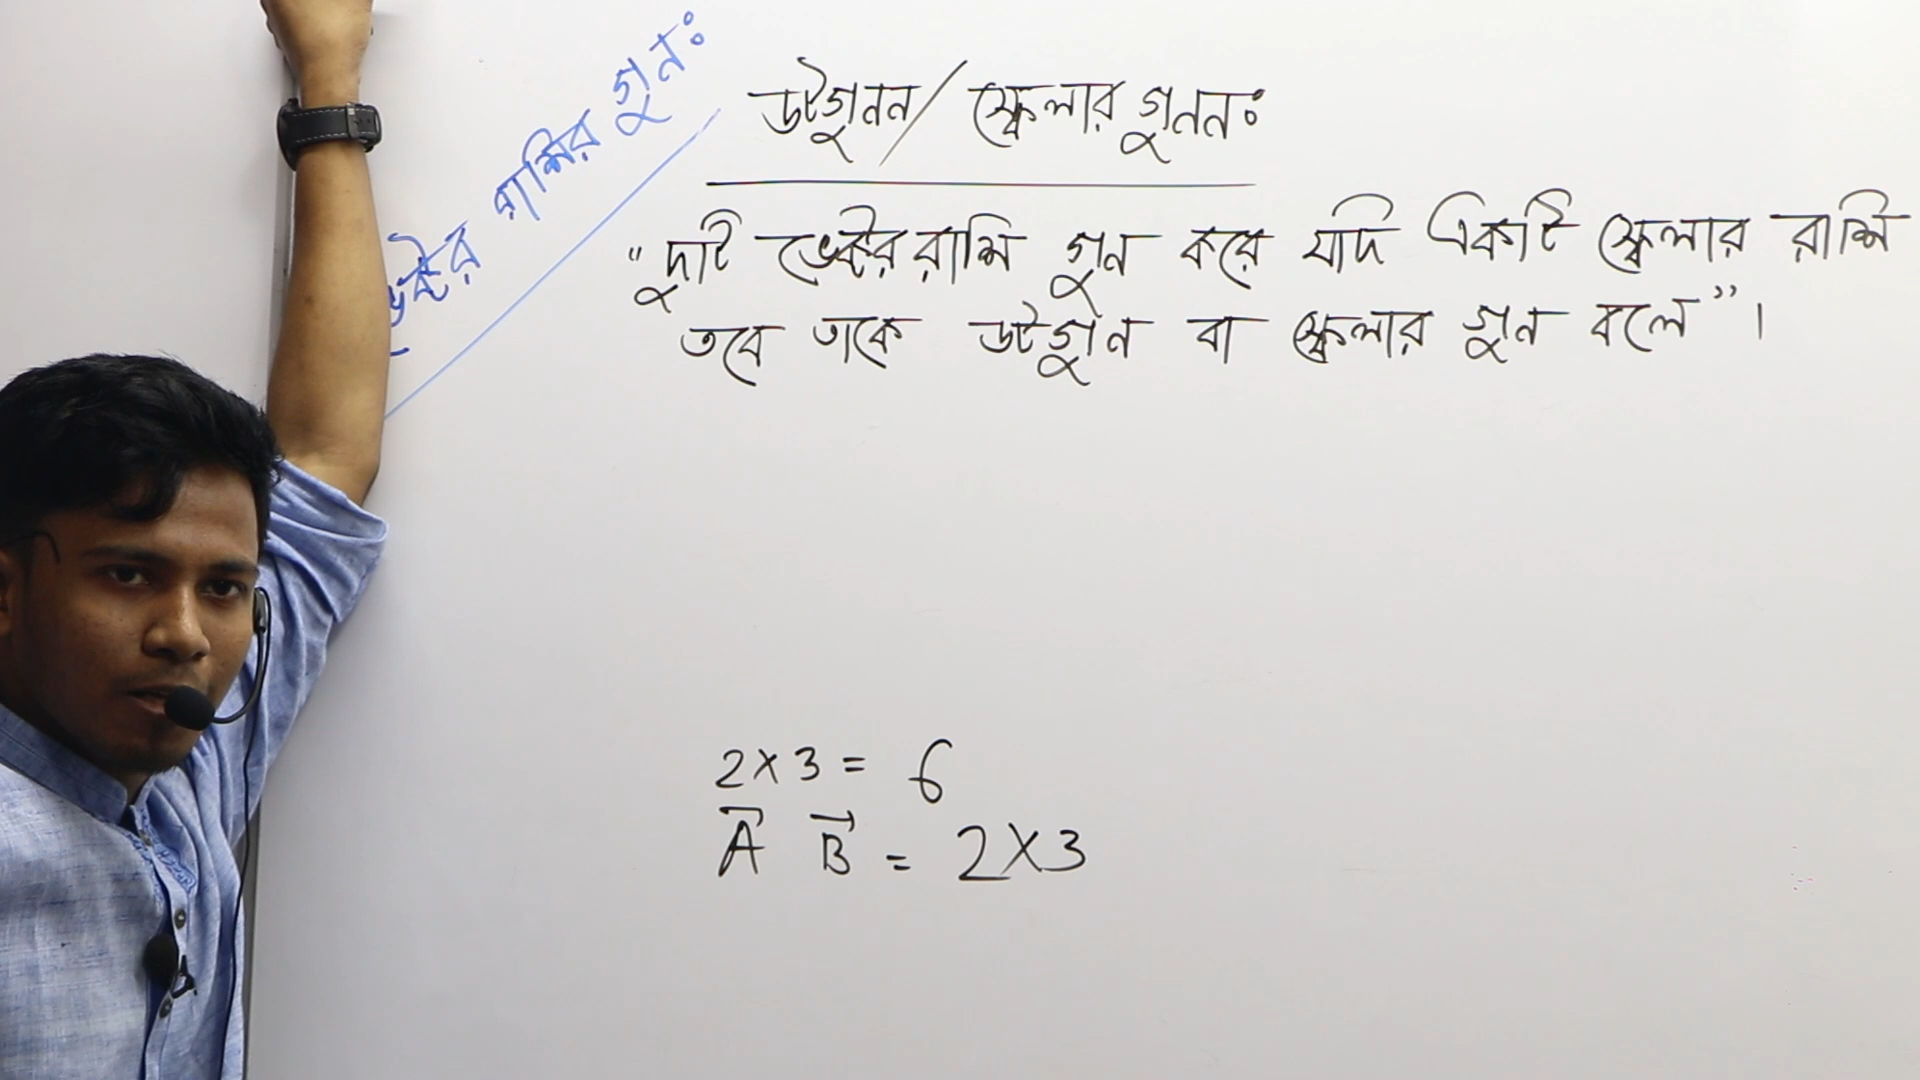 ভেক্টর রাশির গুনঃ
ডটগুনন/ স্কেলার গুননঃ
“দুটি ভেক্টর রাশি গুন করে যদি একটি স্কেলার রাশি
তবে তাকে ডটগুন বা স্কেলার গুন বলে”।
2×3 = 6
A⃗ B⃗ = 2×3